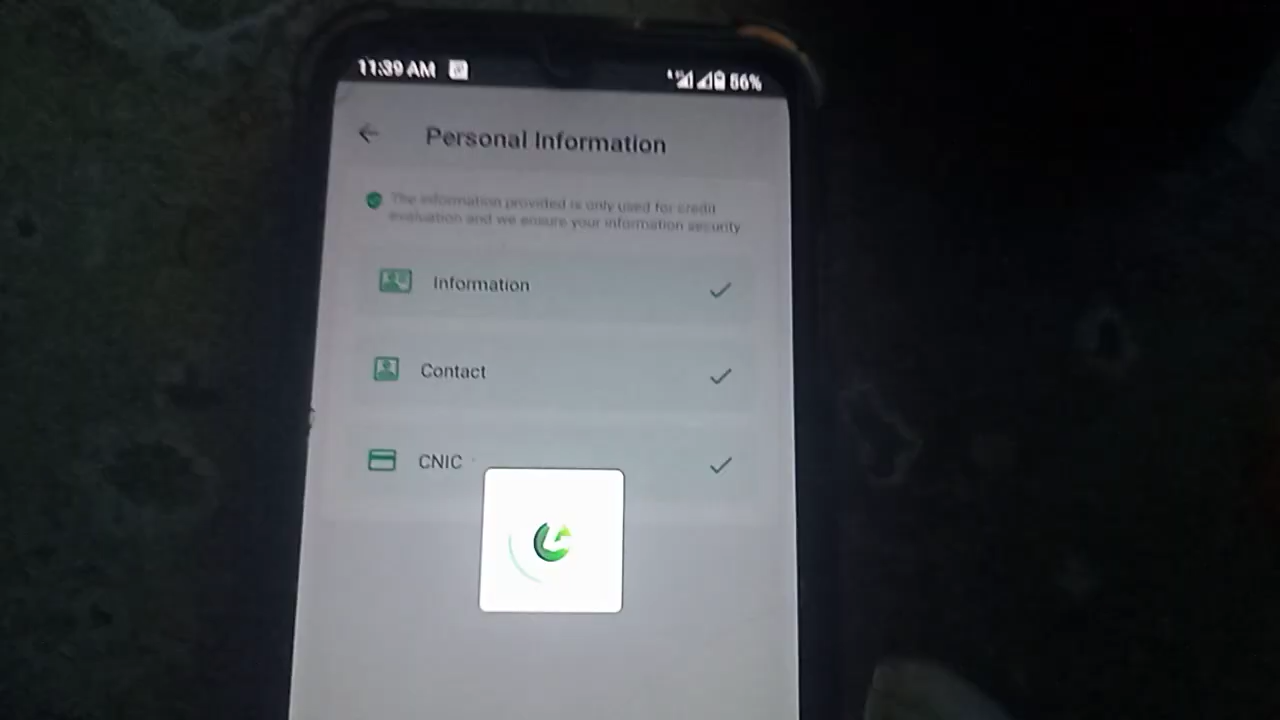 11:39 AM
56%
Personal Information
The information provided is only used for credit
evaluation and we ensure your information security
Information
Contact
CNIC